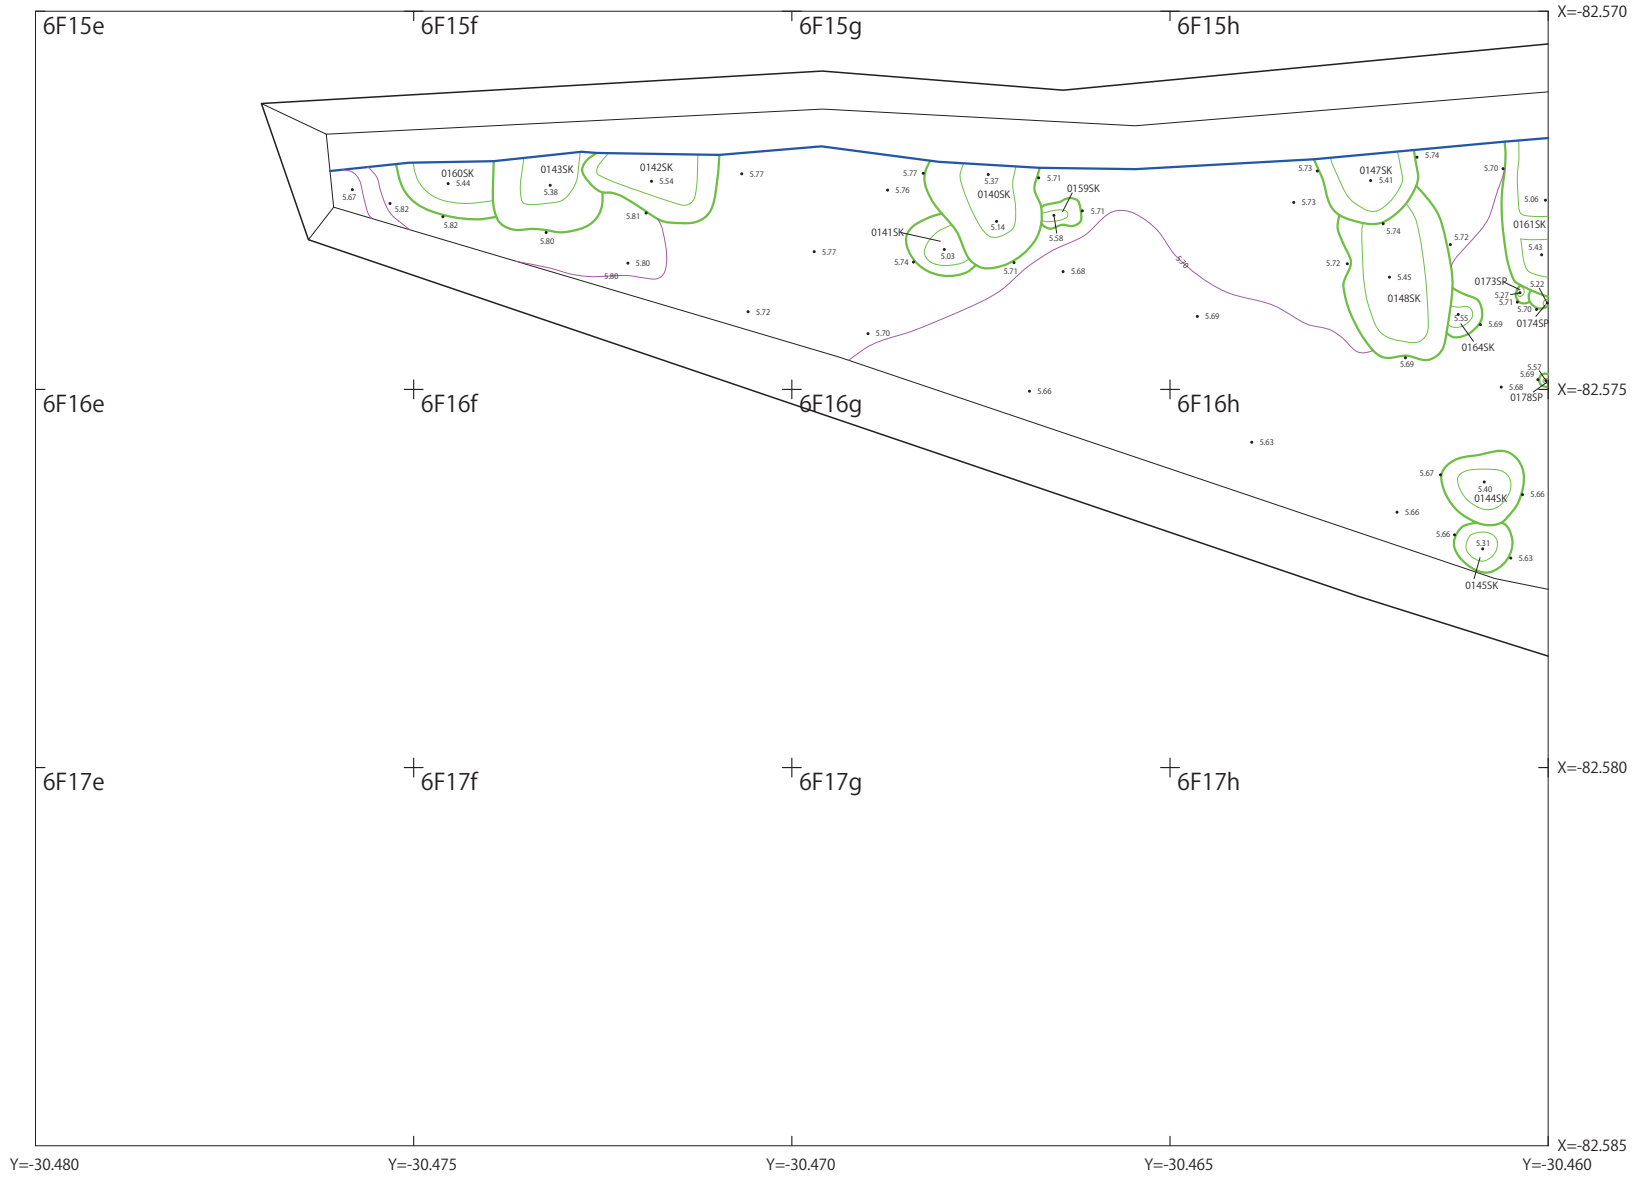 6F15e
6F15f
6F15g
6F15h
X=-82.570
0160SK
5.44
0143SK
5.38
0142SK
5.54
5.77
5.67
5.82
5.82
5.80
5.81
5.80
5.80
5.77
5.72
5.77
5.76
5.37
0140SK
5.14
5.71
0159SK
5.71
5.58
0141SK
5.03
5.74
5.71
5.68
5.70
5.70
5.69
5.73
5.73
0147SK
5.41
5.74
5.74
5.72
5.72
5.45
0148SK
5.55
5.69
0164SK
5.69
5.70
5.06
0161SK
5.43
0173SP
5.22
5.27
5.71
5.70
0174SP
5.57
5.69
5.68
0178SP
6F16e
6F16f
6F16g
6F16h
X=-82.575
5.66
5.63
5.67
5.40
0144SK
5.66
5.66
5.66
5.31
5.63
0145SK
6F17e
6F17f
6F17g
6F17h
X=-82.580
X=-82.585
Y=-30.480
Y=-30.475
Y=-30.470
Y=-30.465
Y=-30.460